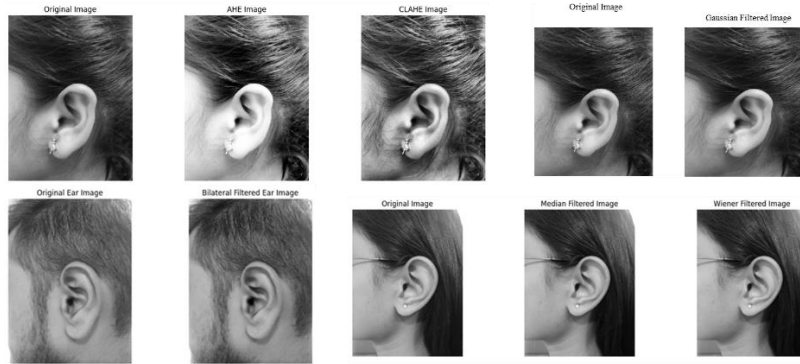 Original Image
AHE Image
CLAHE Image
Original Image
Gaussian Filtered Image
Original Ear Image
Bilateral Filtered Ear Image
Original Image
Median Filtered Image
Wiener Filtered Image